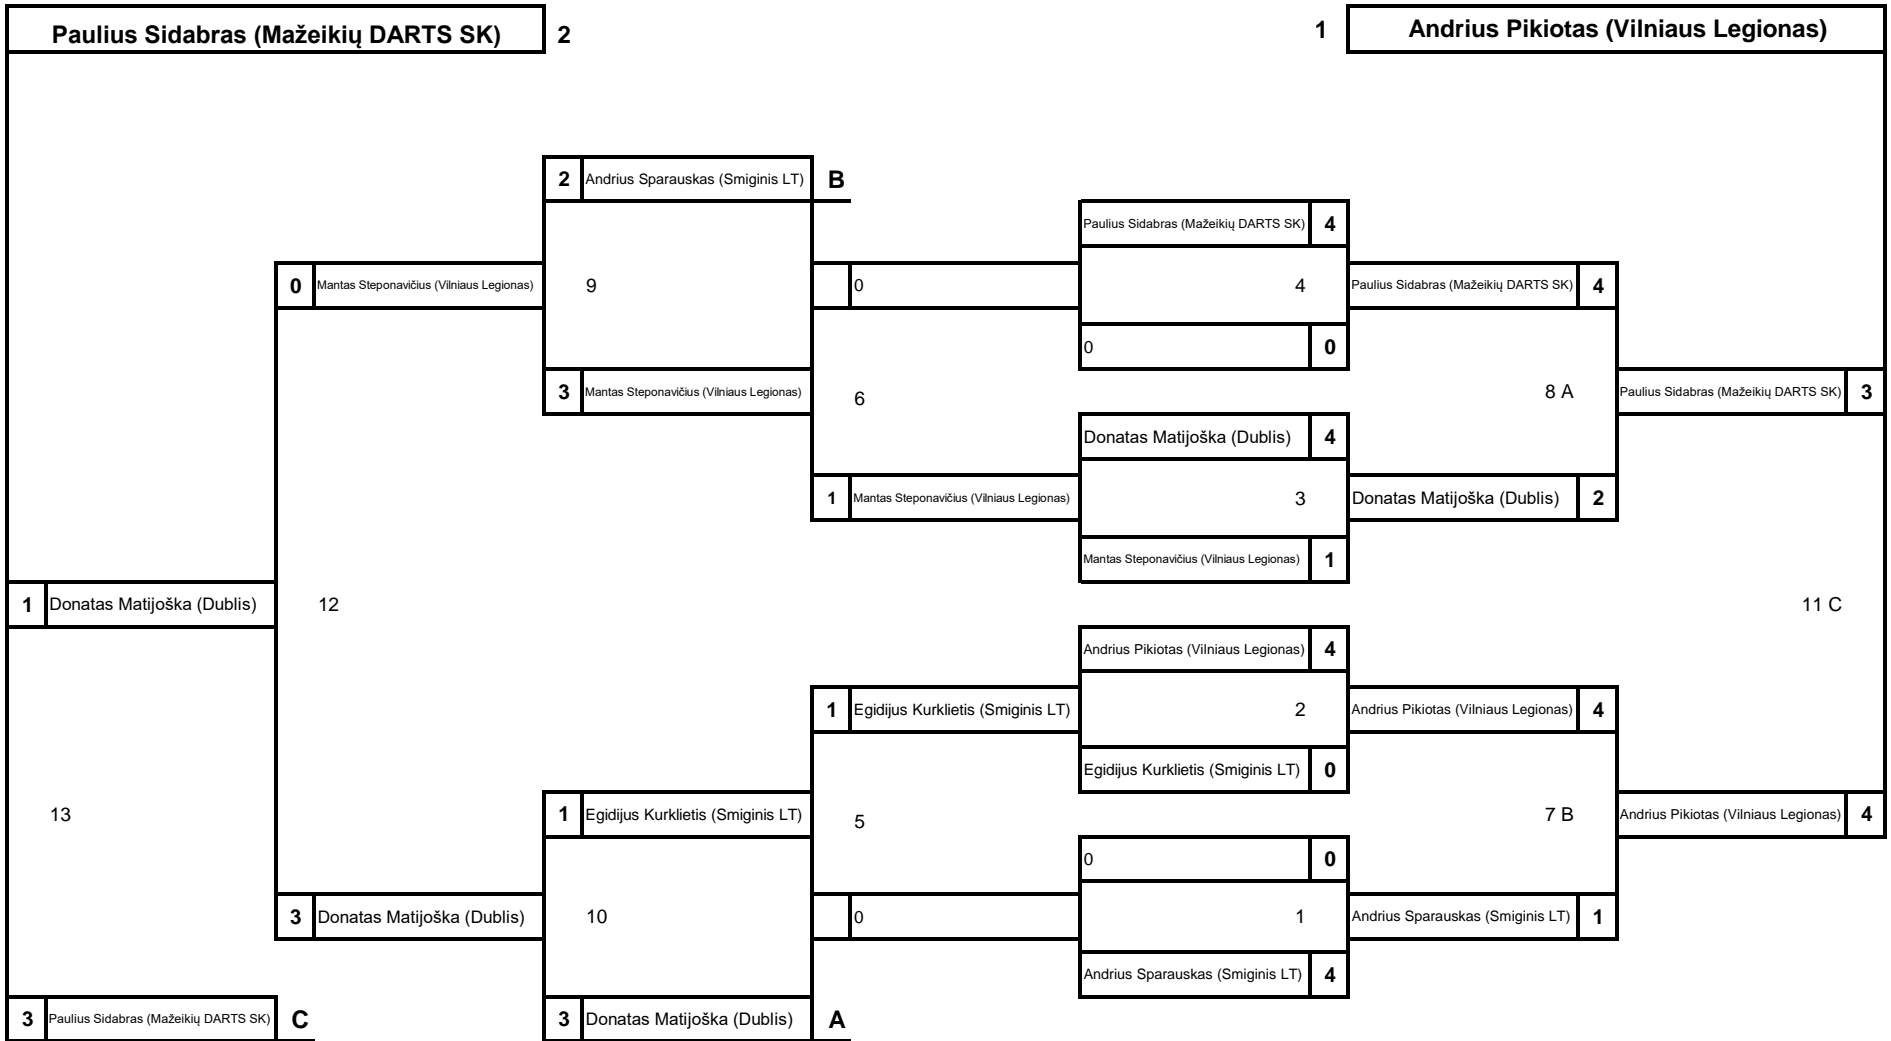 Paulius Sidabras (Mažeikių DARTS SK) 2
1 Andrius Pikiotas (Vilniaus Legionas)
2 Andrius Sparauskas (Smiginis LT) B
Paulius Sidabras (Mažeikių DARTS SK) 4
0 Mantas Steponavičius (Vilniaus Legionas) 9
0
4
Paulius Sidabras (Mažeikių DARTS SK) 4
0 0
3 Mantas Steponavičius (Vilniaus Legionas)
6
8 A
Paulius Sidabras (Mažeikių DARTS SK) 3
Donatas Matijoška (Dublis) 4
1 Mantas Steponavičius (Vilniaus Legionas)
3
Donatas Matijoška (Dublis) 2
Mantas Steponavičius (Vilniaus Legionas) 1
1 Donatas Matijoška (Dublis)
12
11 C
Andrius Pikiotas (Vilniaus Legionas) 4
1 Egidijus Kurklietis (Smiginis LT)
2
Andrius Pikiotas (Vilniaus Legionas) 4
Egidijus Kurklietis (Smiginis LT) 0
13
1 Egidijus Kurklietis (Smiginis LT)
5
7 B
Andrius Pikiotas (Vilniaus Legionas) 4
0 0
3 Donatas Matijoška (Dublis)
10
0
1
Andrius Sparauskas (Smiginis LT) 1
Andrius Sparauskas (Smiginis LT) 4
3 Paulius Sidabras (Mažeikių DARTS SK) C
3 Donatas Matijoška (Dublis) A